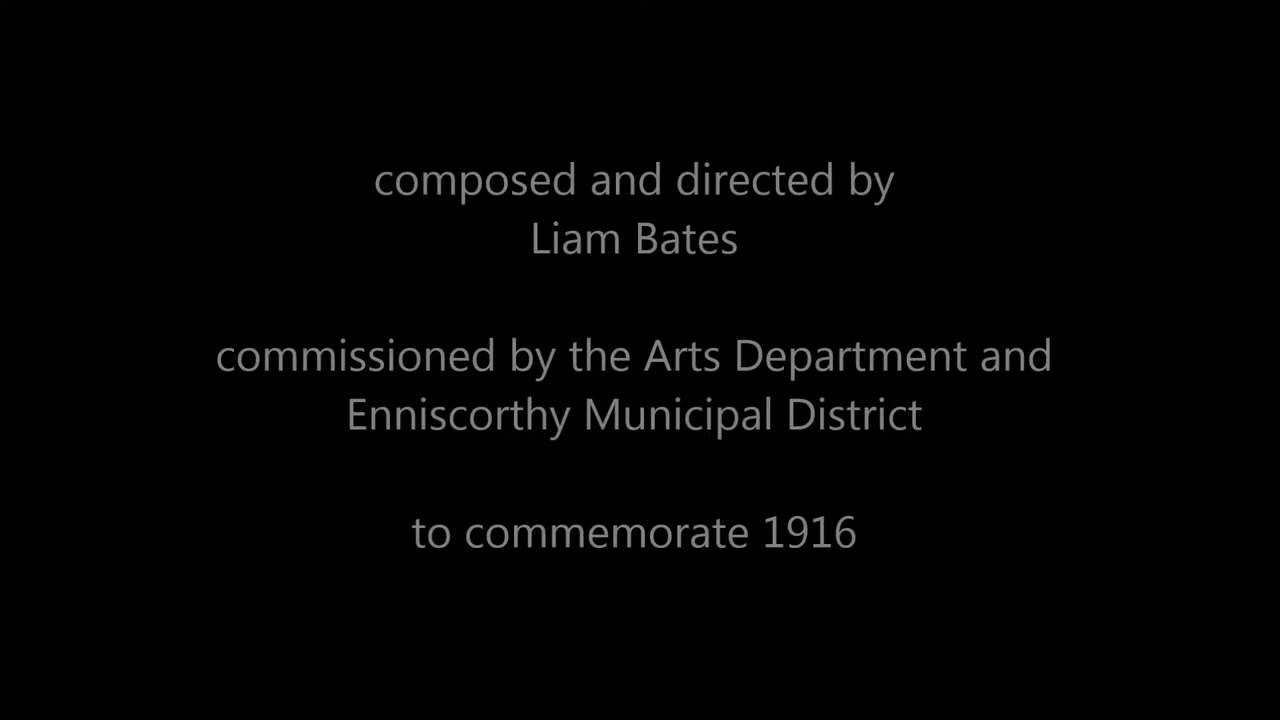 composed and directed by
Liam Bates
commissioned by the Arts Department and
Enniscorthy Municipal District
to commemorate 1916